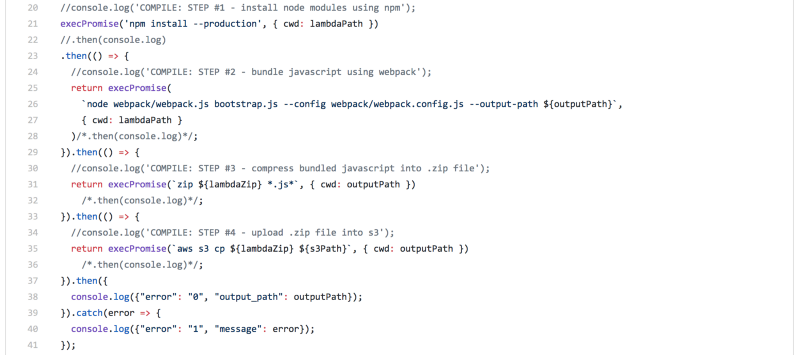 20 //console.log('COMPILE: STEP #1 - install node modules using npm');
21 execPromise('npm install --production', { cwd: lambdaPath })
22 //.then(console.log)
23 .then(() => {
24 //console.log('COMPILE: STEP #2 - bundle javascript using webpack');
25 return execPromise(
26 `node webpack/webpack.js bootstrap.js --config webpack/webpack.config.js --output-path ${outputPath}`,
27 { cwd: lambdaPath }
28 )/*.then(console.log)*/;
29 }).then(() => {
30 //console.log('COMPILE: STEP #3 - compress bundled javascript into .zip file');
31 return execPromise(`zip ${lambdaZip} *.js*`, { cwd: outputPath })
32 /*.then(console.log)*/;
33 }).then(() => {
34 //console.log('COMPILE: STEP #4 - upload .zip file into s3');
35 return execPromise(`aws s3 cp ${lambdaZip} ${s3Path}`, { cwd: outputPath })
36 /*.then(console.log)*/;
37 }).then({
38 console.log({"error": "0", "output_path": outputPath});
39 }).catch(error => {
40 console.log({"error": "1", "message": error});
41 });